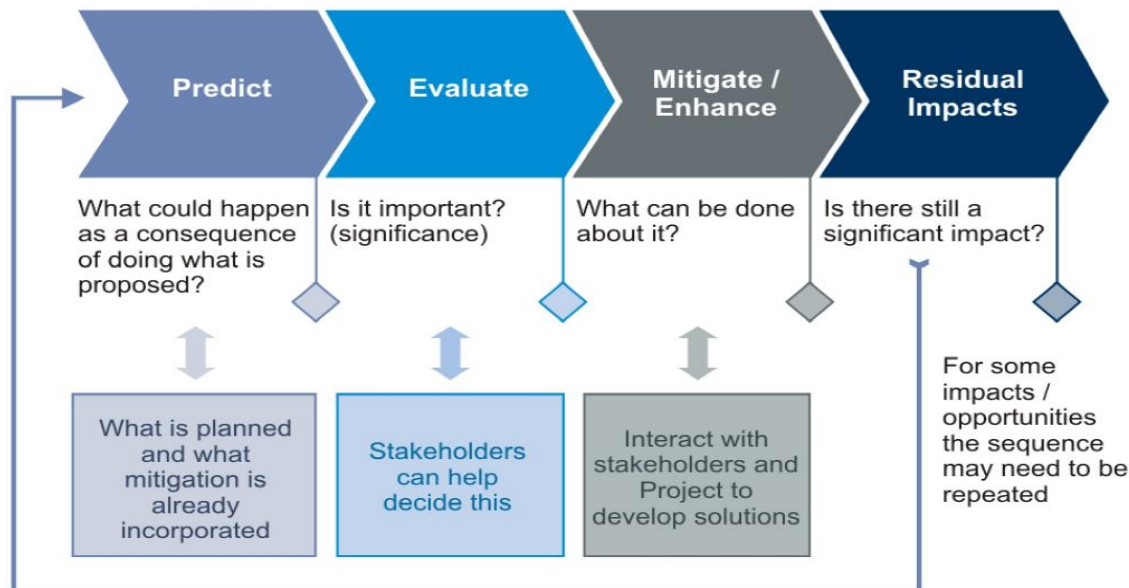 Predict
Evaluate
Mitigate /
Enhance
Residual
Impacts
What could happen
as a consequence
of doing what is
proposed?
Is it important?
(significance)
What can be done
about it?
Is there still a
significant impact?
What is planned
and what
mitigation is
already
incorporated
Stakeholders
can help
decide this
Interact with
stakeholders and
Project to
develop solutions
For some
impacts /
opportunities
the sequence
may need to be
repeated